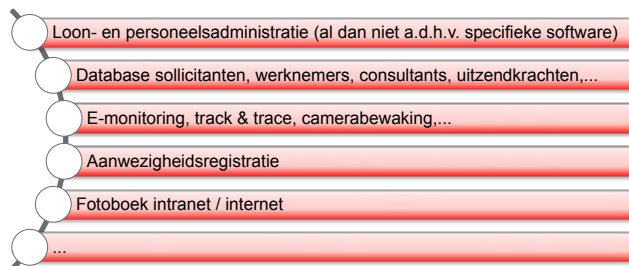 Loon- en personeelsadministratie (al dan niet a.d.h.v. specifieke software)
Database sollicitanten, werknemers, consultants, uitzendkrachten,...
E-monitoring, track & trace, camerabewaking,...
Aanwezigheidsregistratie
Fotoboek intranet / internet
...